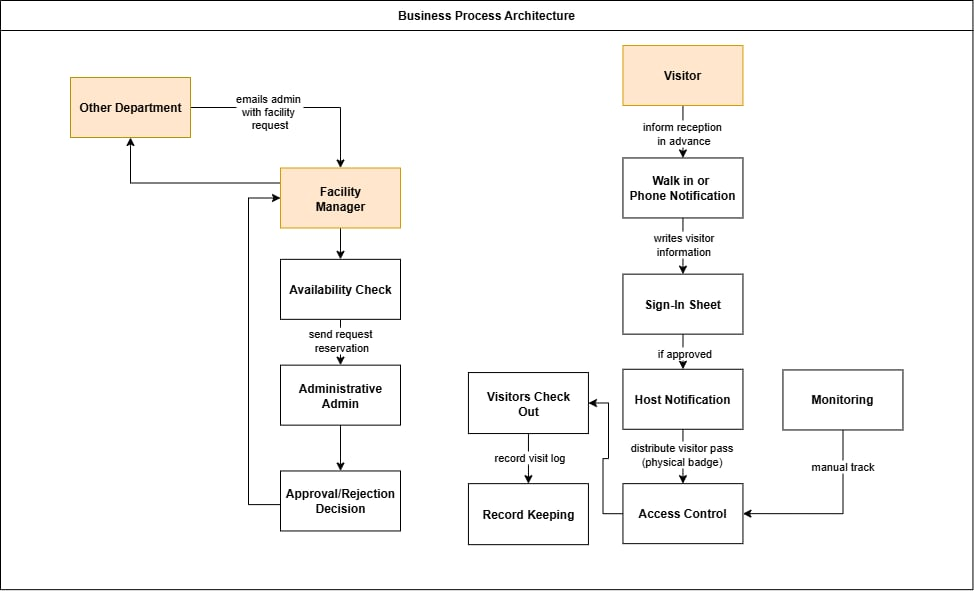 Business Process Architecture
Other Department
emails admin
with facility
request
Facility
Manager
Availability Check
send request
reservation
Administrative
Admin
Approval/Rejection
Decision
Visitor
inform reception
in advance
Walk in or
Phone Notification
writes visitor
information
Sign-In Sheet
if approved
Host Notification
distribute visitor pass
(physical badge)
Access Control
Monitoring
manual track
Visitors Check
Out
record visit log
Record Keeping